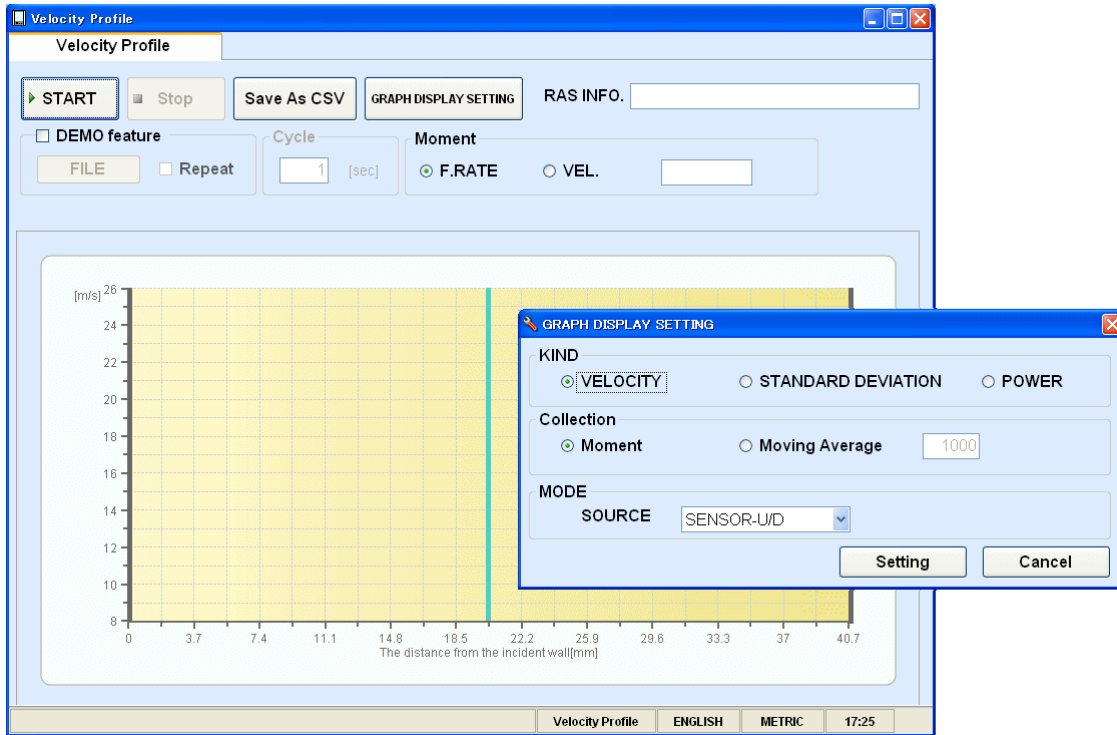 Velocity Profile
Velocity Profile
START
Stop
Save As CSV
GRAPH DISPLAY SETTING
RAS INFO.
DEMO feature
Cycle
Moment
FILE
Repeat
1
[sec]
F.RATE
VEL.
[m/s]
26
24
22
20
18
16
14
12
10
8
0 3.7 7.4 11.1 14.8 18.5 22.2 25.9 29.6 33.3 37 40.7
The distance from the incident wall[mm]
GRAPH DISPLAY SETTING
KIND
VELOCITY STANDARD DEVIATION POWER
Collection
Moment Moving Average 1000
MODE
SOURCE SENSOR-U/D
Setting Cancel
Velocity Profile ENGLISH METRIC 17:25